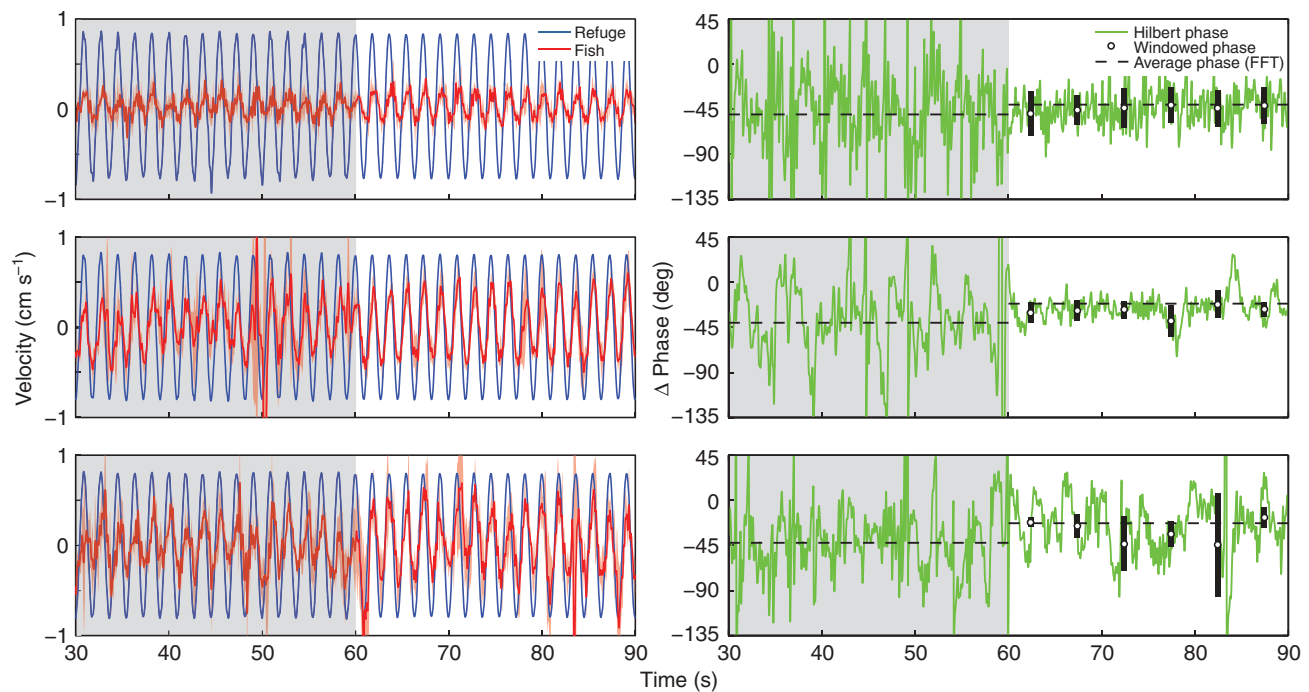 1
0
−1
Refuge
Fish
45
0
−45
−90
−135
Hilbert phase
Windowed phase
Average phase (FFT)
Velocity (cm s−1)
1
0
−1
Δ Phase (deg)
45
0
−45
−90
−135
1
0
−1
30 40 50 60 70 80 90
45
0
−45
−90
−135
30 40 50 60 70 80 90
Time (s)